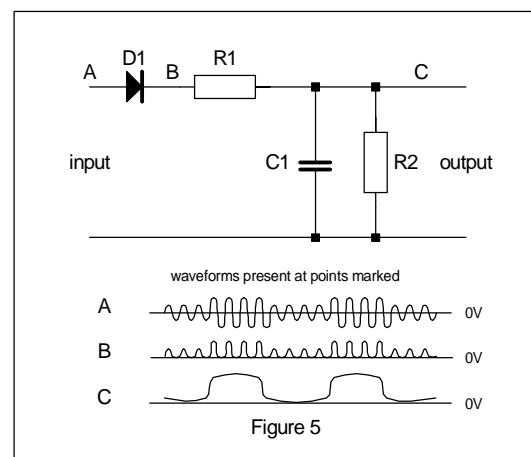 D1
A B R1 C
input C1 R2 output
waveforms present at points marked
A 0V
B 0V
C 0V
Figure 5